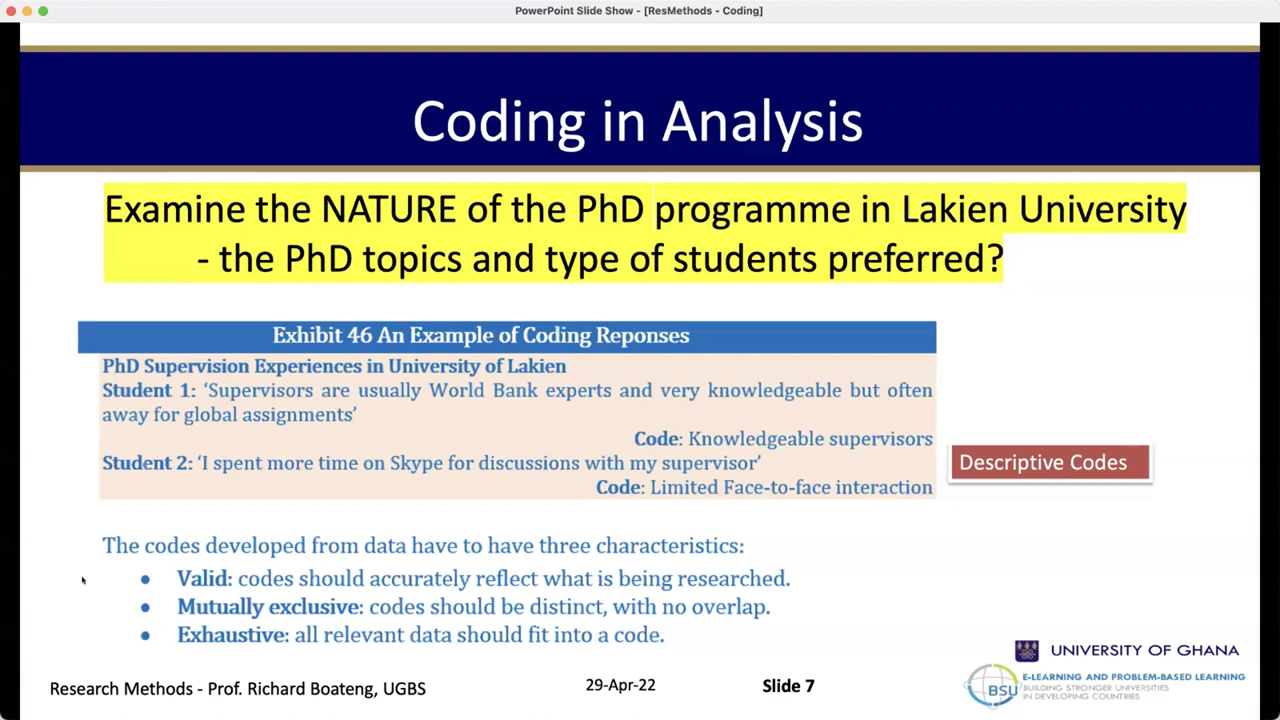 PowerPoint Slide Show - [ResMethods - Coding]
Coding in Analysis
Examine the NATURE of the PhD programme in Lakien University
- the PhD topics and type of students preferred?
Exhibit 46 An Example of Coding Reponses
PhD Supervision Experiences in University of Lakien
Student 1: ‘Supervisors are usually World Bank experts and very knowledgeable but often
away for global assignments’
Code: Knowledgeable supervisors
Student 2: ‘I spent more time on Skype for discussions with my supervisor’
Code: Limited Face-to-face interaction
Descriptive Codes
The codes developed from data have to have three characteristics:
• Valid: codes should accurately reflect what is being researched.
• Mutually exclusive: codes should be distinct, with no overlap.
• Exhaustive: all relevant data should fit into a code.
UNIVERSITY OF GHANA
BSU
E-LEARNING AND PROBLEM-BASED LEARNING
BUILDING STRONGER UNIVERSITIES
IN DEVELOPING COUNTRIES
Research Methods - Prof. Richard Boateng, UGBS
29-Apr-22
Slide 7